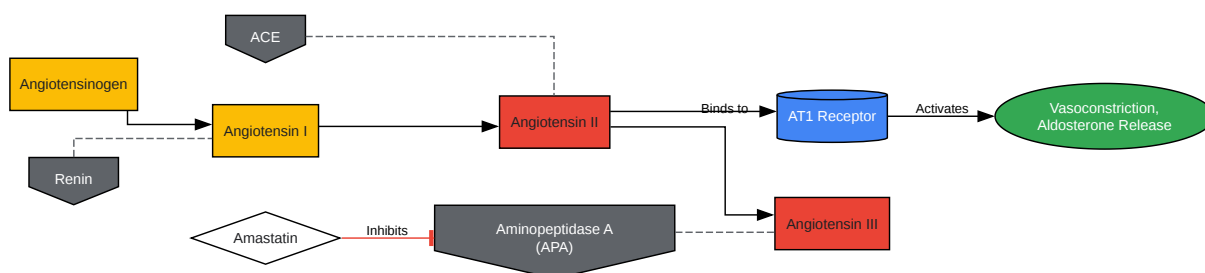 ACE
Angiotensinogen
Angiotensin I
Angiotensin II
Binds to
AT1 Receptor
Activates
Vasoconstriction,
Aldosterone Release
Renin
Amastatin
Inhibits
Aminopeptidase A
(APA)
Angiotensin III